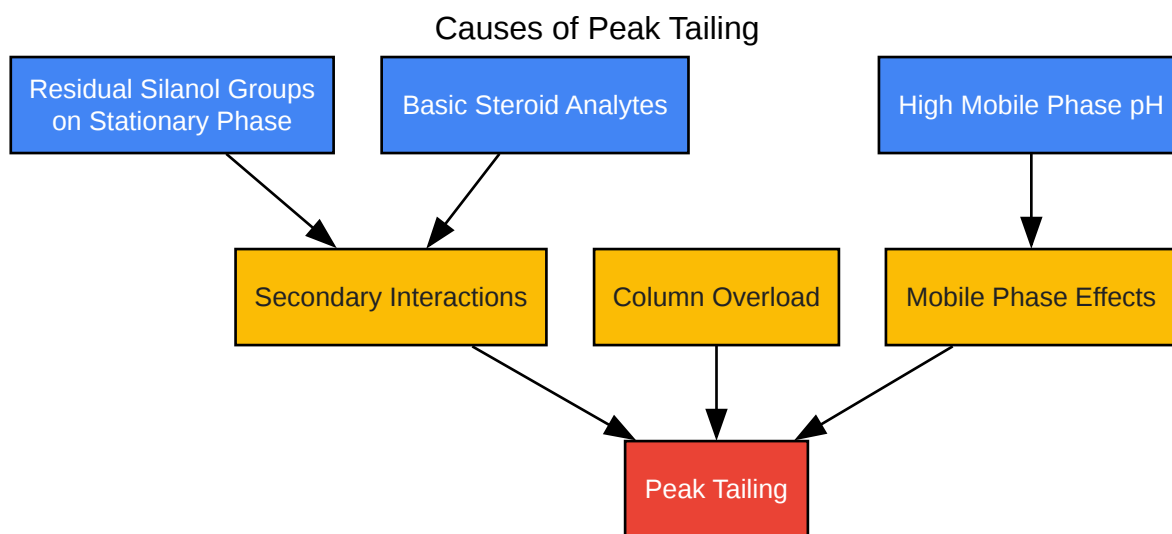 Causes of Peak Tailing
Residual Silanol Groups
on Stationary Phase
Basic Steroid Analytes
High Mobile Phase pH
Secondary Interactions
Column Overload
Mobile Phase Effects
Peak Tailing